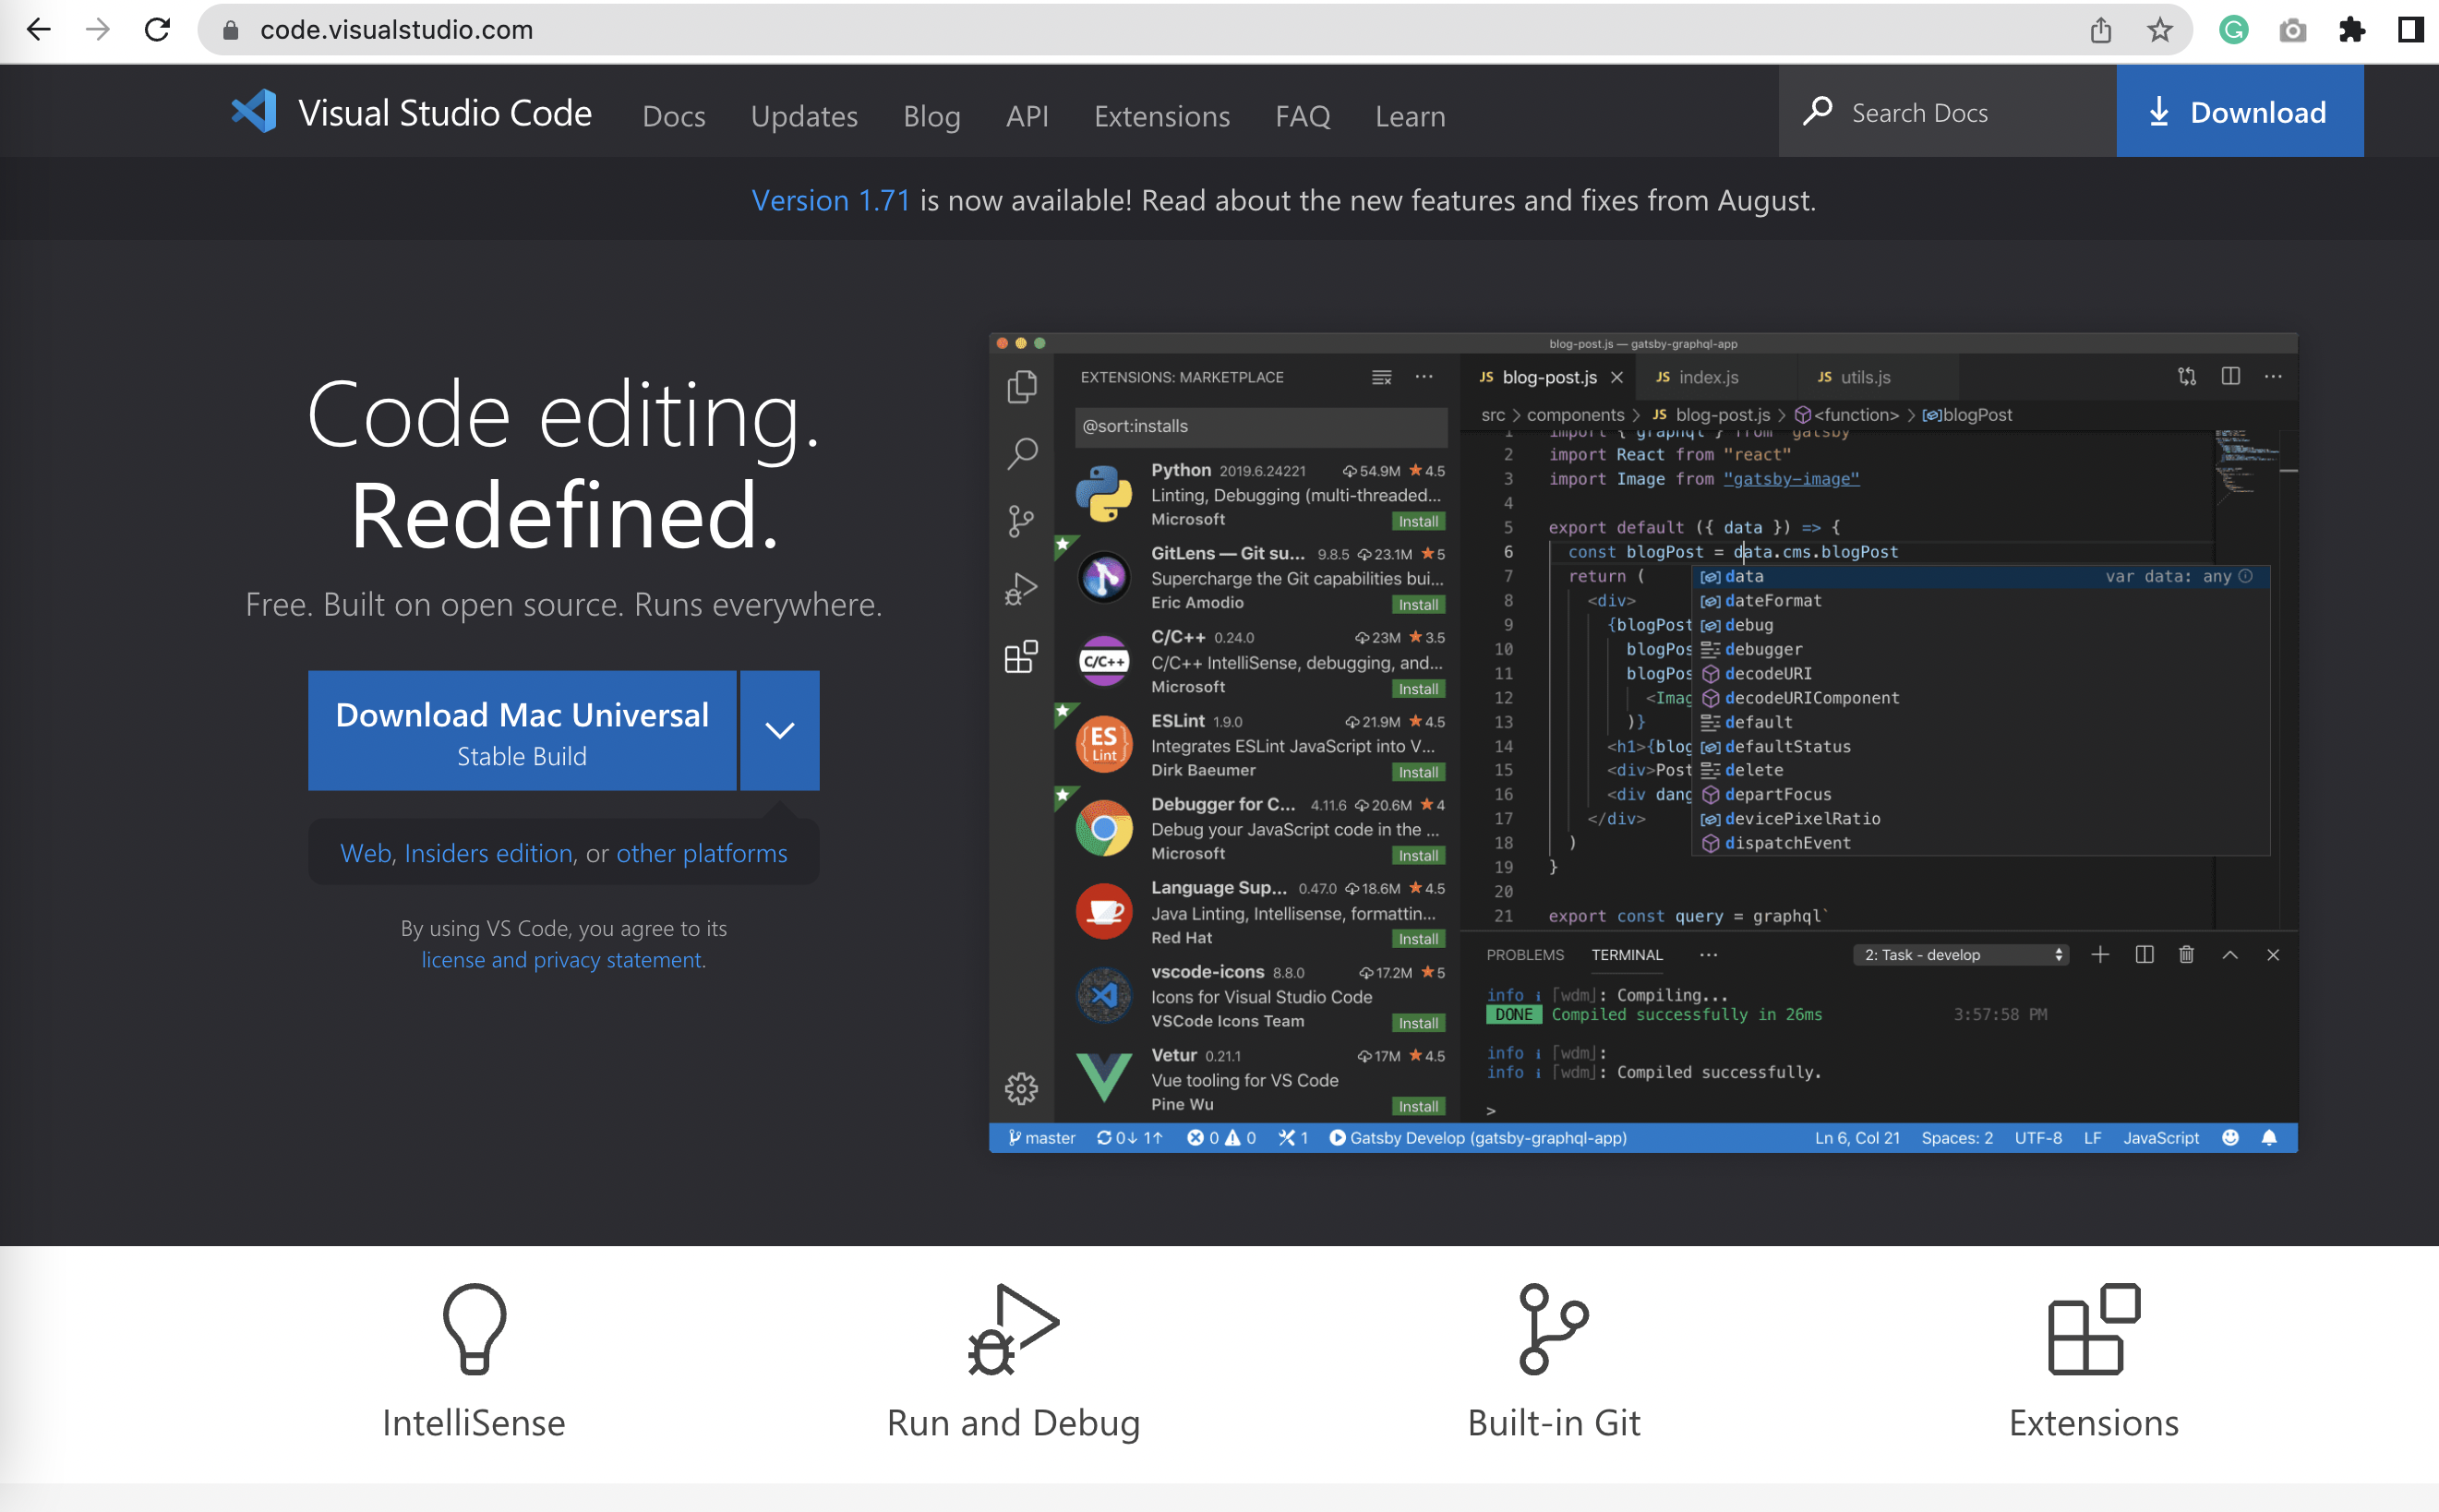 code.visualstudio.com
Visual Studio Code
Docs Updates Blog API Extensions FAQ Learn
Search Docs
Download
Version 1.71 is now available! Read about the new features and fixes from August.
Code editing.
Redefined.
Free. Built on open source. Runs everywhere.
Download Mac Universal
Stable Build
Web, Insiders edition, or other platforms
By using VS Code, you agree to its
license and privacy statement.
blog-post.js — gatsby-graphql-app
EXTENSIONS: MARKETPLACE
@sort:installs
Python 2019.6.24221 54.9M 4.5
Linting, Debugging (multi-threaded...
Microsoft Install
GitLens — Git su... 9.8.5 23.1M 5
Supercharge the Git capabilities bui...
Eric Amodio Install
C/C++
C/C++ 0.24.0 23M 3.5
C/C++ IntelliSense, debugging, and...
Microsoft Install
ES
Lint
ESLint 1.9.0 21.9M 4.5
Integrates ESLint JavaScript into V...
Dirk Baeumer Install
Debugger for C... 4.11.6 20.6M 4
Debug your JavaScript code in the ...
Microsoft Install
Language Sup... 0.47.0 18.6M 4.5
Java Linting, Intellisense, formattin...
Red Hat Install
vscode-icons 8.8.0 17.2M 5
Icons for Visual Studio Code
VSCode Icons Team Install
Vetur 0.21.1 17M 4.5
Vue tooling for VS Code
Pine Wu Install
JS blog-post.js JS index.js JS utils.js
src > components > JS blog-post.js > <function> > blogPost
1 import { graphql } from "gatsby"
2 import React from "react"
3 import Image from "gatsby-image"
4
5 export default ({ data }) => {
6 const blogPost = data.cms.blogPost
7 return (
8 <div>
9 {blogPost
10 blogPos
11 blogPos
12 <Imag
13 )}
14 <h1>{blog
15 <div>Post
16 <div dang
17 </div>
18 )
19 }
20
21 export const query = graphql`
data var data: any
dateFormat
debug
debugger
decodeURI
decodeURIComponent
default
defaultStatus
delete
departFocus
devicePixelRatio
dispatchEvent
PROBLEMS TERMINAL ... 2: Task - develop
info i ｢wdm｣: Compiling...
DONE Compiled successfully in 26ms 3:57:58 PM
info i ｢wdm｣:
info i ｢wdm｣: Compiled successfully.
>
master 0↓ 1↑ 0 0 1 Gatsby Develop (gatsby-graphql-app) Ln 6, Col 21 Spaces: 2 UTF-8 LF JavaScript
IntelliSense
Run and Debug
Built-in Git
Extensions